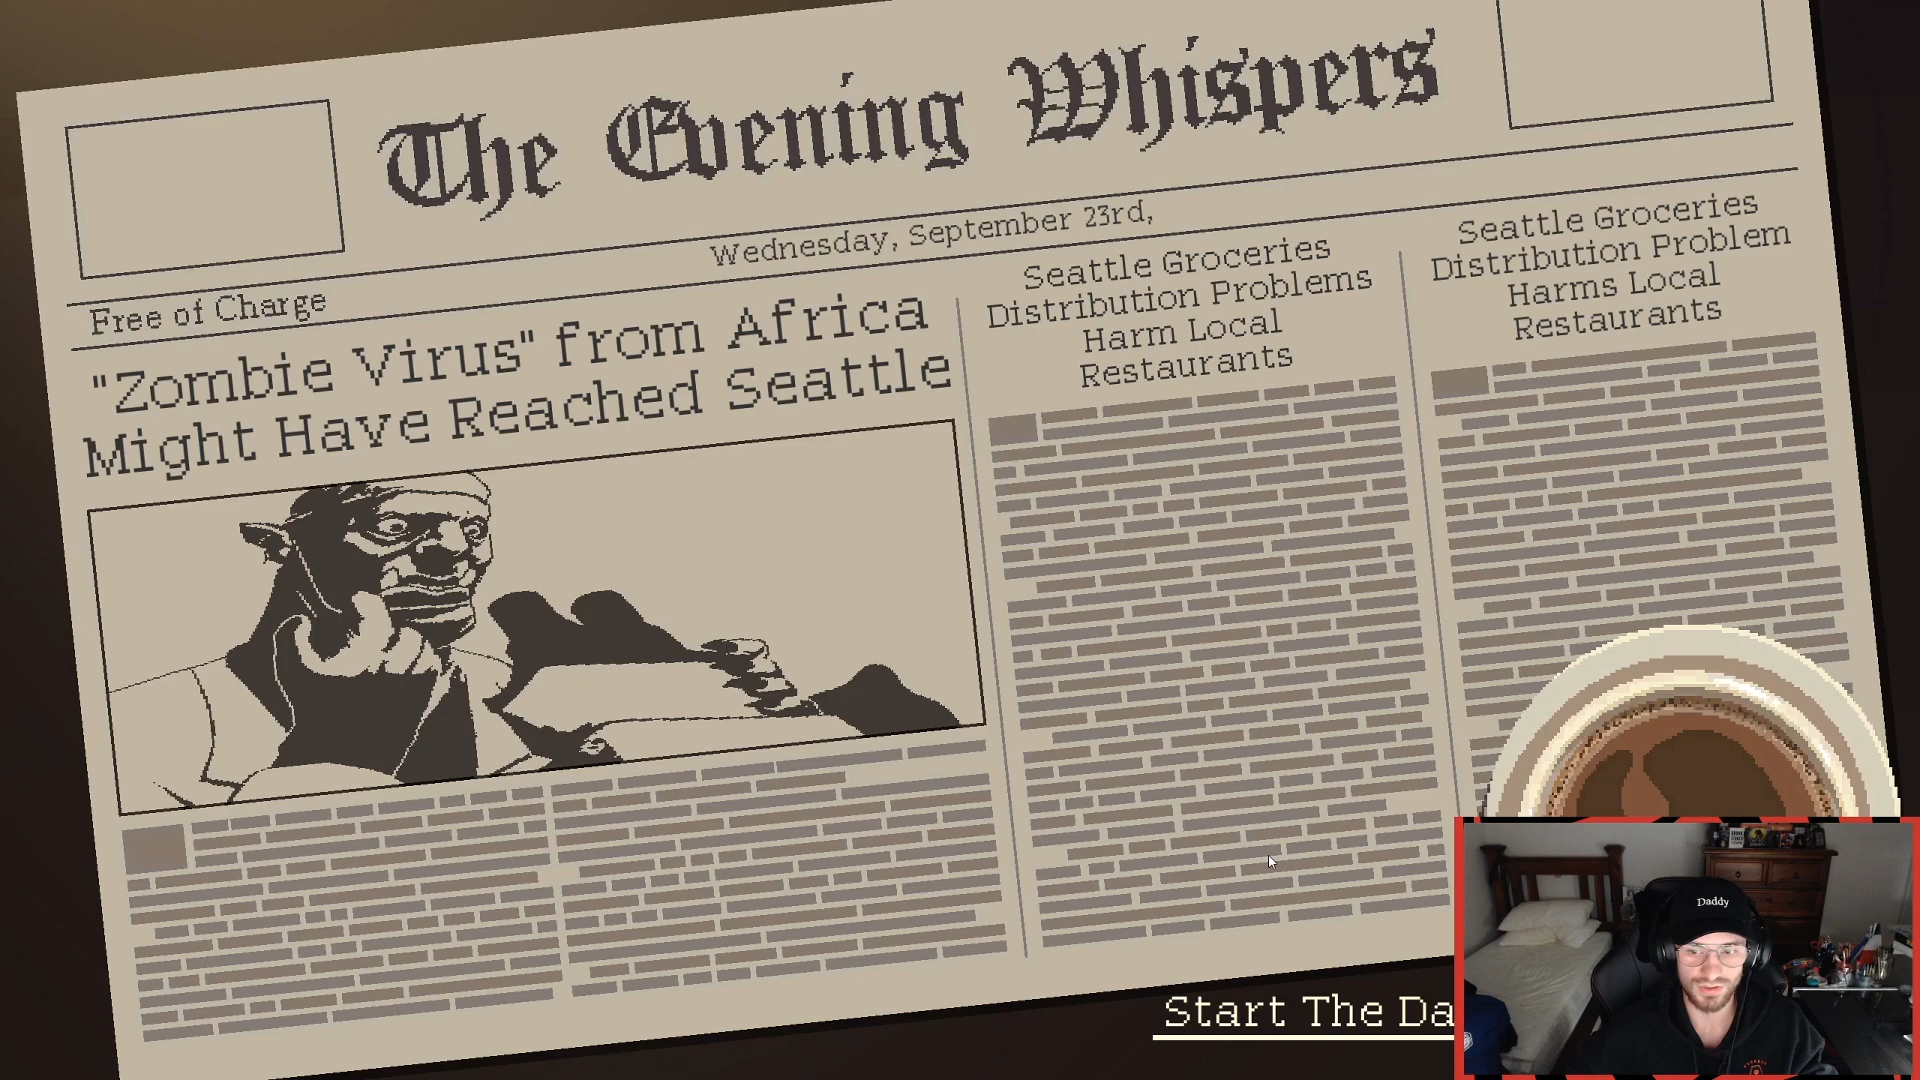 The Evening Whispers
Wednesday, September 23rd,
Free of Charge
"Zombie Virus" from Africa
Might Have Reached Seattle
Seattle Groceries
Distribution Problems
Harm Local
Restaurants
Seattle Groceries
Distribution Problem
Harms Local
Restaurants
Start The Da
Daddy